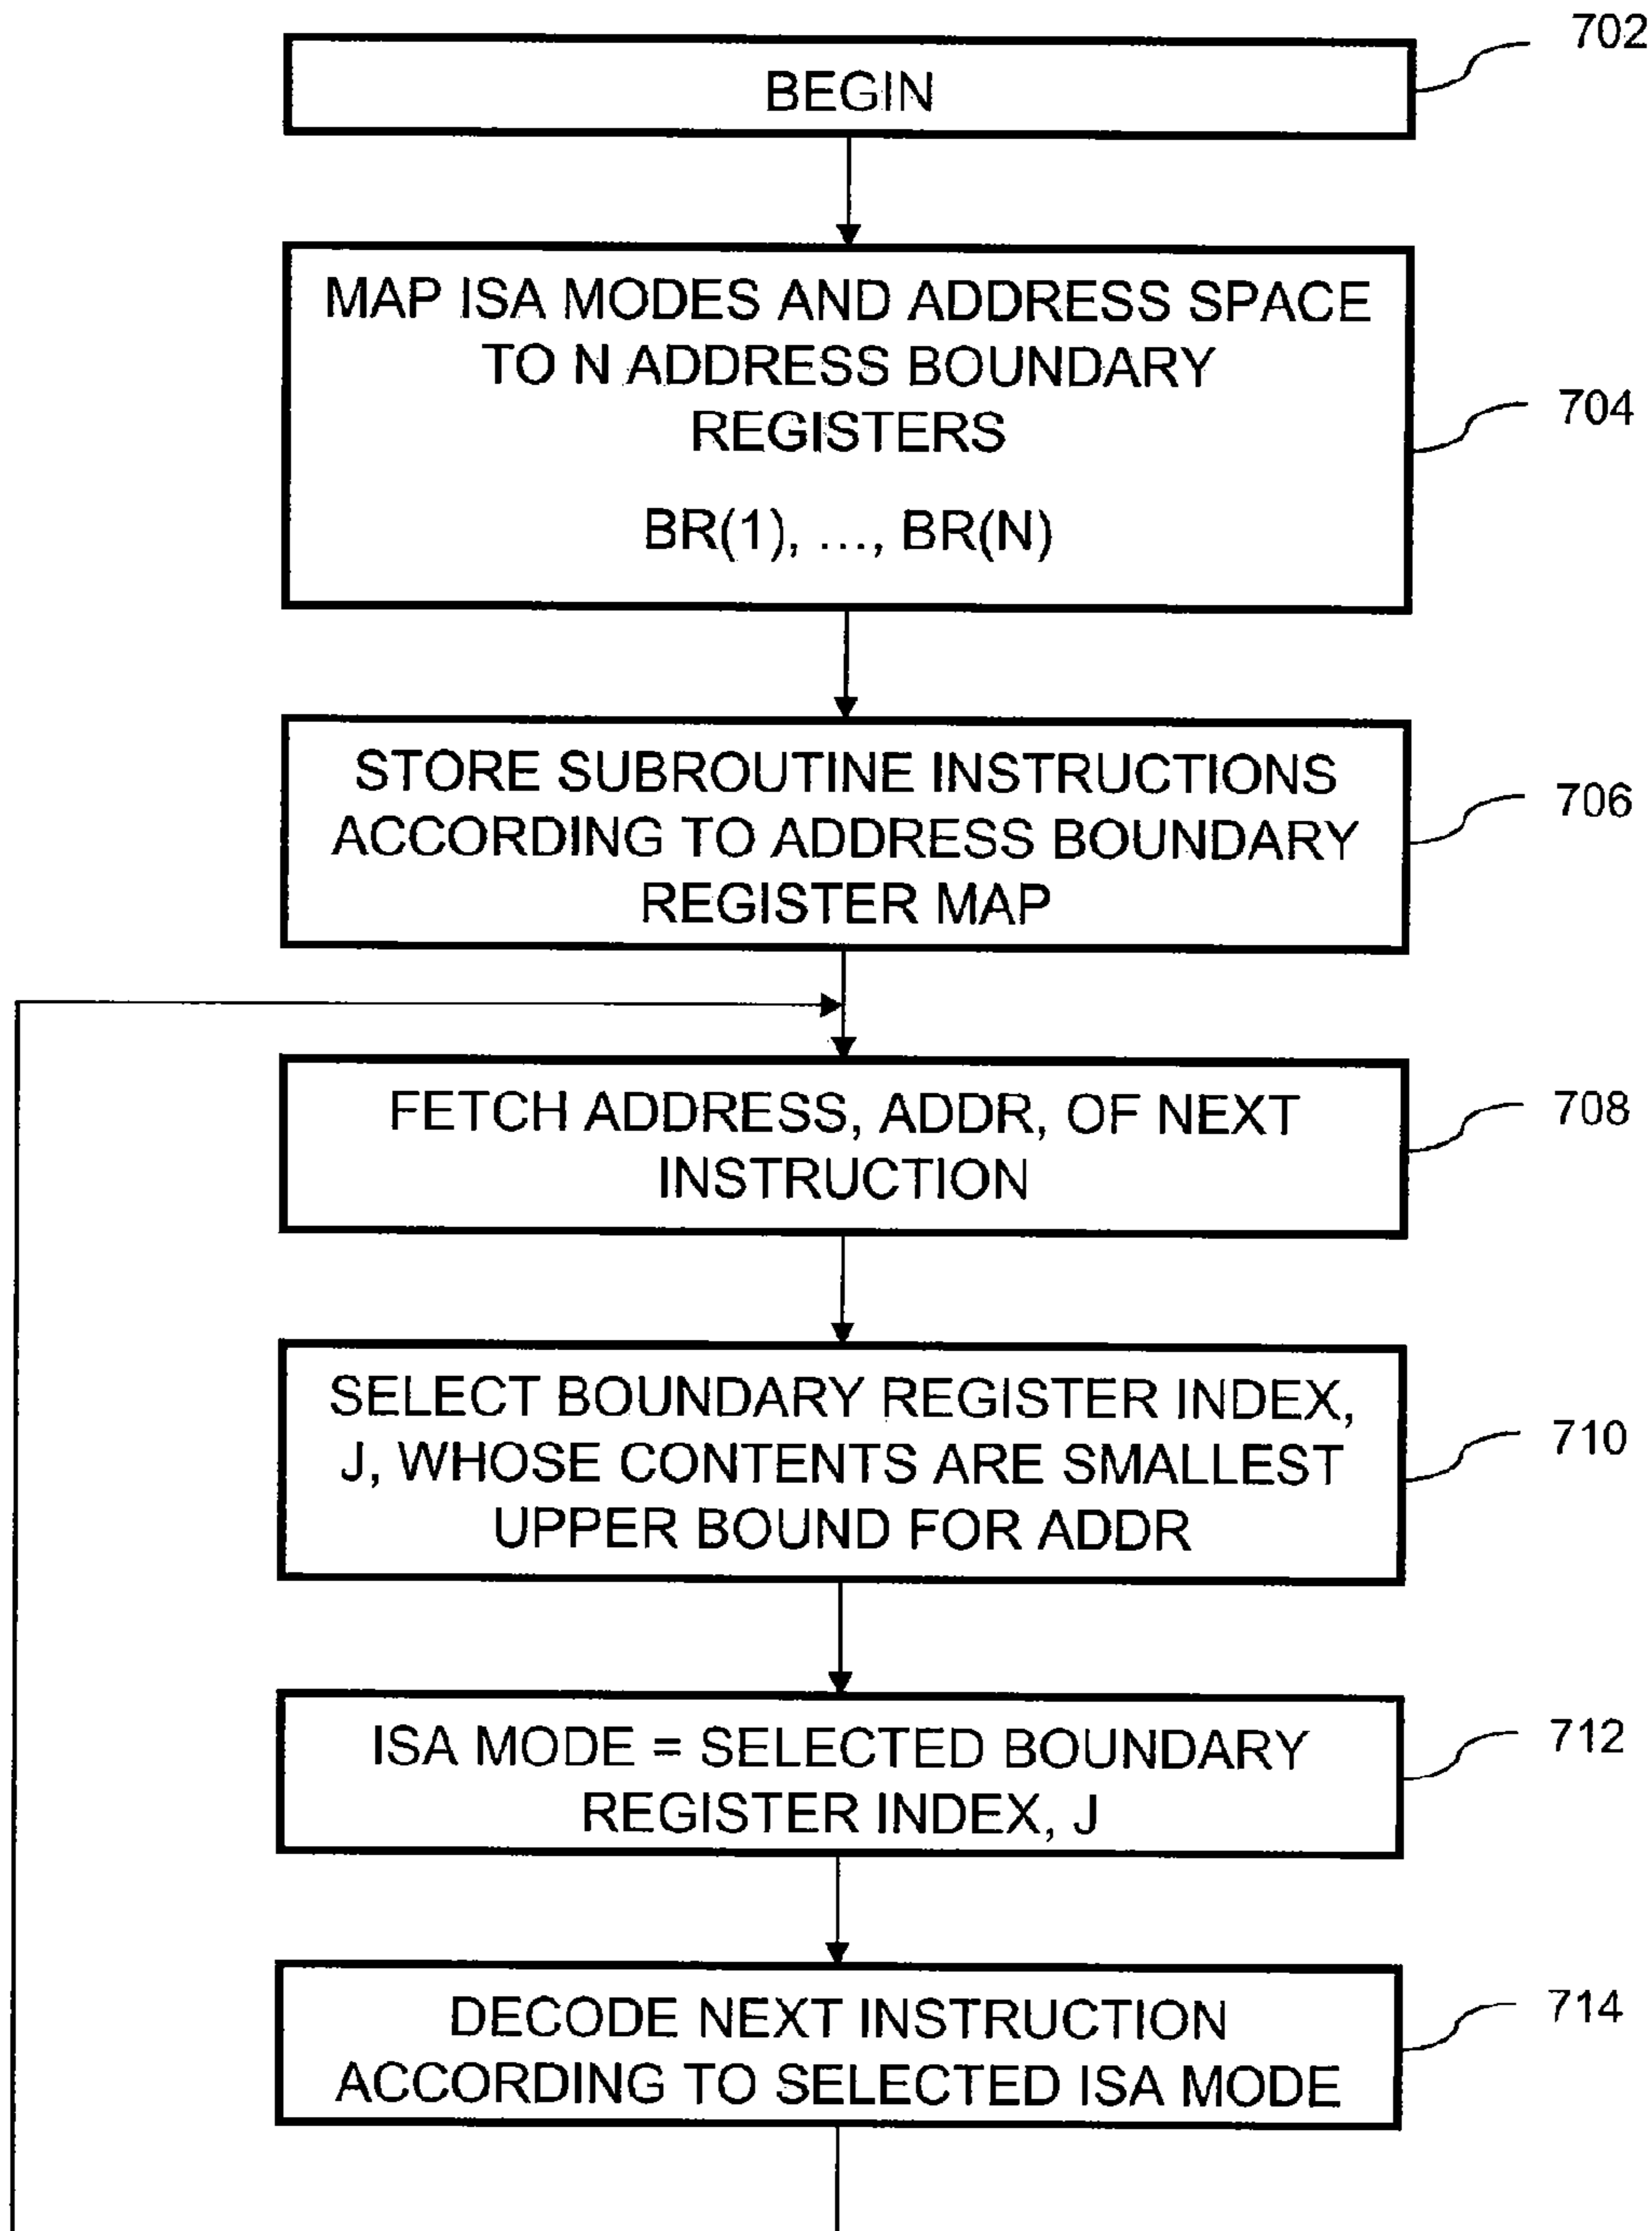 702
BEGIN
MAP ISA MODES AND ADDRESS SPACE
TO N ADDRESS BOUNDARY
REGISTERS
BR(1), ..., BR(N)
704
STORE SUBROUTINE INSTRUCTIONS
ACCORDING TO ADDRESS BOUNDARY
REGISTER MAP
706
FETCH ADDRESS, ADDR, OF NEXT
INSTRUCTION
708
SELECT BOUNDARY REGISTER INDEX,
J, WHOSE CONTENTS ARE SMALLEST
UPPER BOUND FOR ADDR
710
ISA MODE = SELECTED BOUNDARY
REGISTER INDEX, J
712
DECODE NEXT INSTRUCTION
ACCORDING TO SELECTED ISA MODE
714